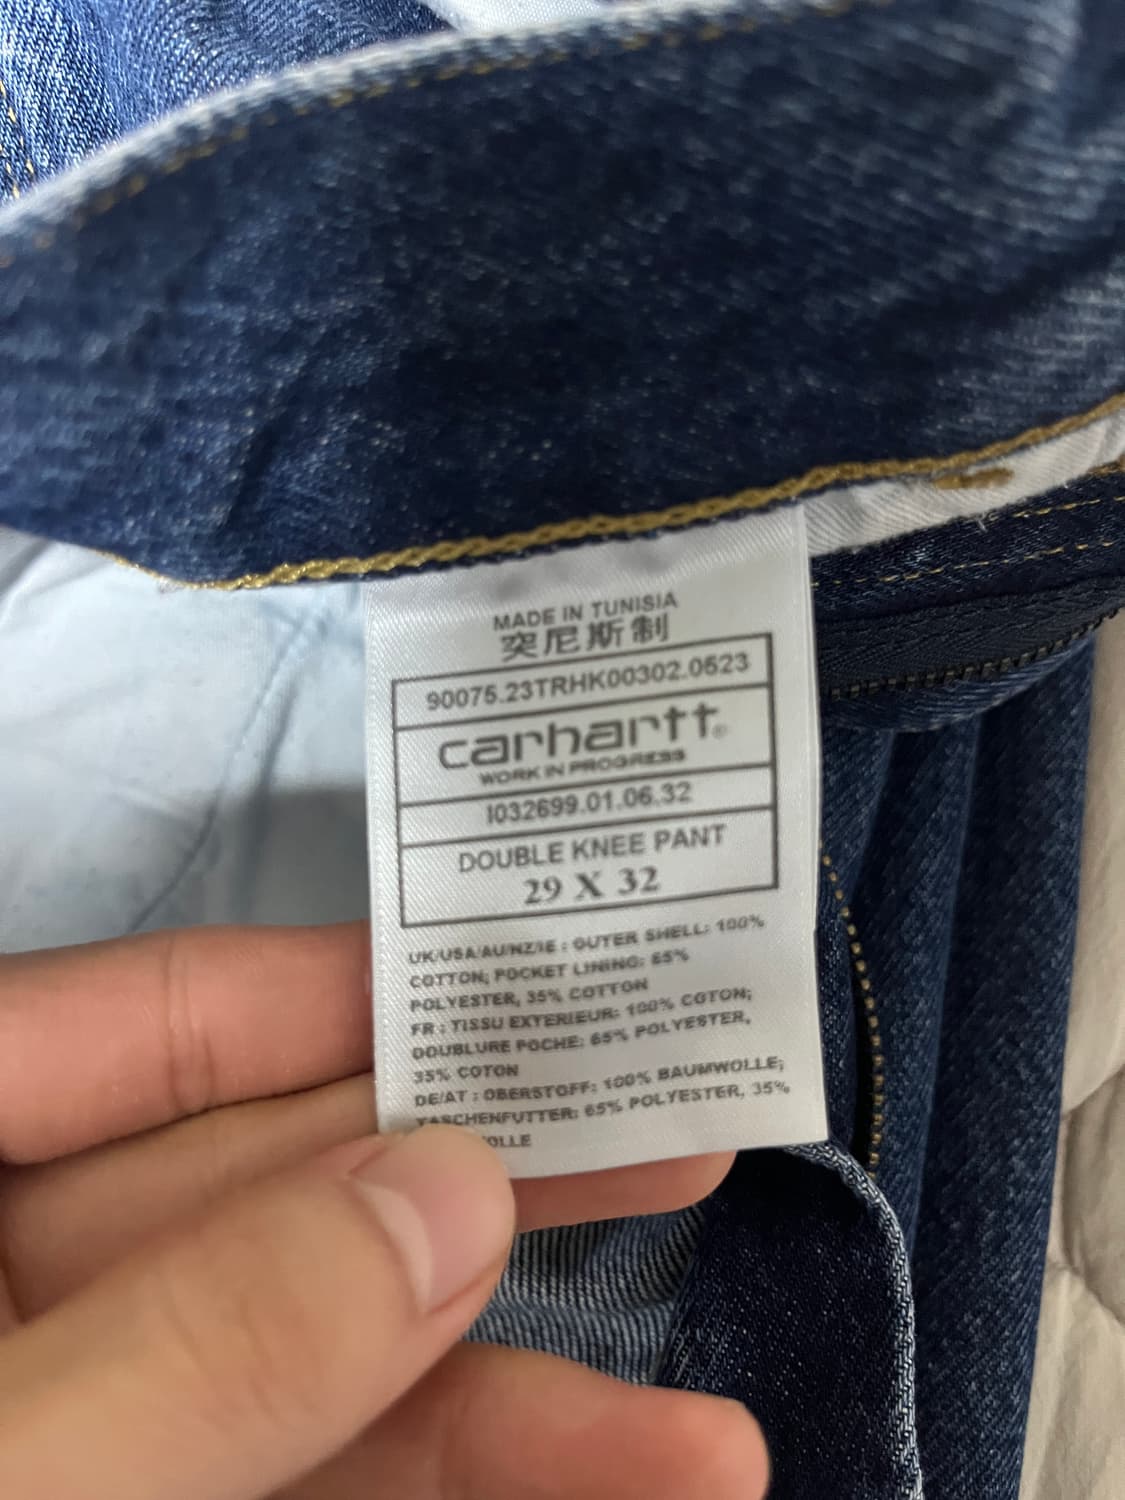 MADE IN TUNISIA
突尼斯制
90075.23TRHK00302.0523
carhartt®
WORK IN PROGRESS
I032699.01.06.32
DOUBLE KNEE PANT
29 X 32
UK/USA/AU/NZ/IE : OUTER SHELL: 100%
COTTON; POCKET LINING: 65%
POLYESTER, 35% COTTON
FR : TISSU EXTERIEUR: 100% COTON;
DOUBLURE POCHE: 65% POLYESTER,
35% COTON
DE/AT : OBERSTOFF: 100% BAUMWOLLE;
TASCHENFUTTER: 65% POLYESTER, 35%